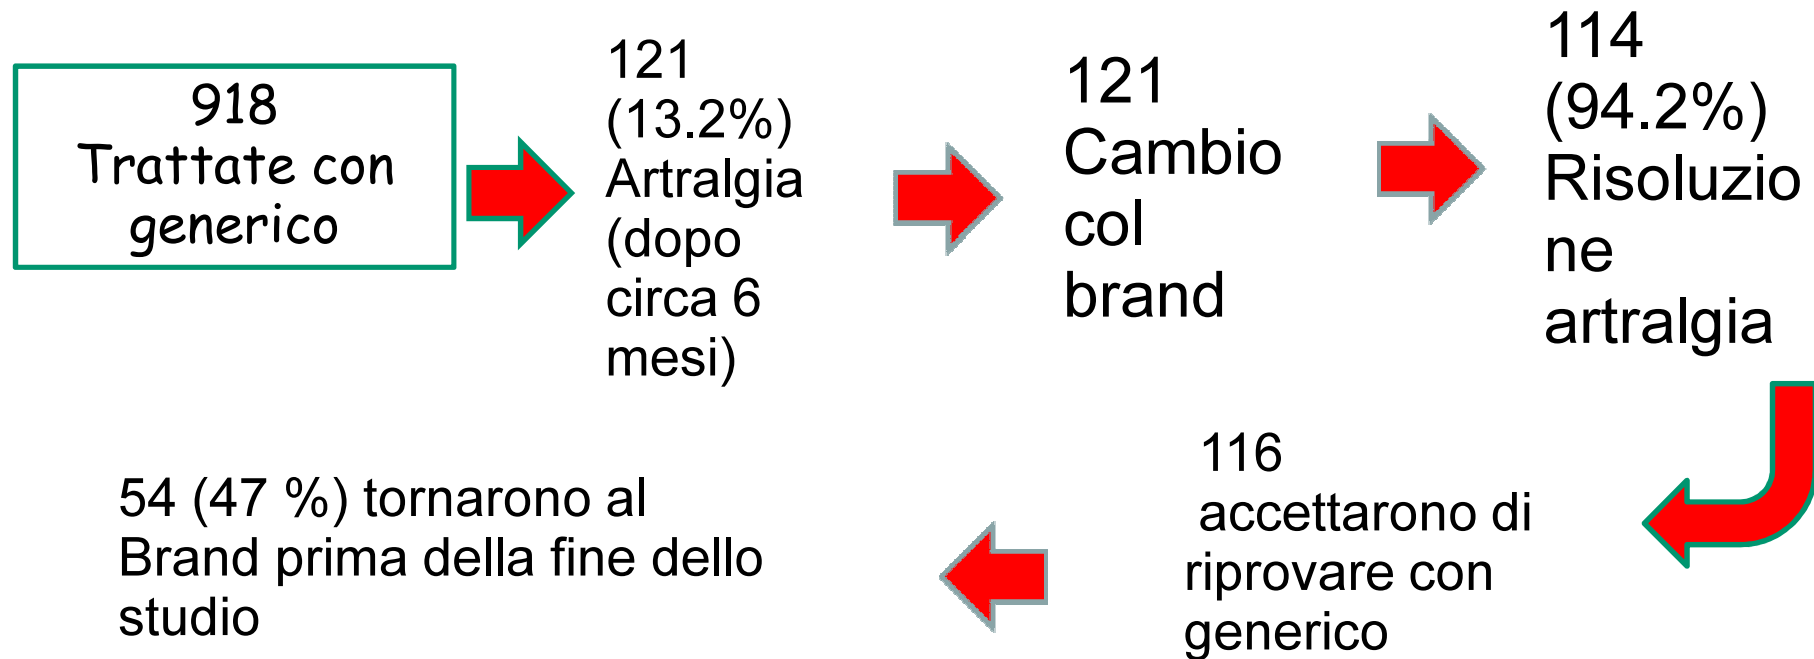 918
Trattate con
generico
121
(13.2%)
Artralgia
(dopo
circa 6
mesi)
121
Cambio
col
brand
114
(94.2%)
Risoluzio
ne
artralgia
116
accettarono di
riprovare con
generico
54 (47 %) tornarono al
Brand prima della fine dello
studio